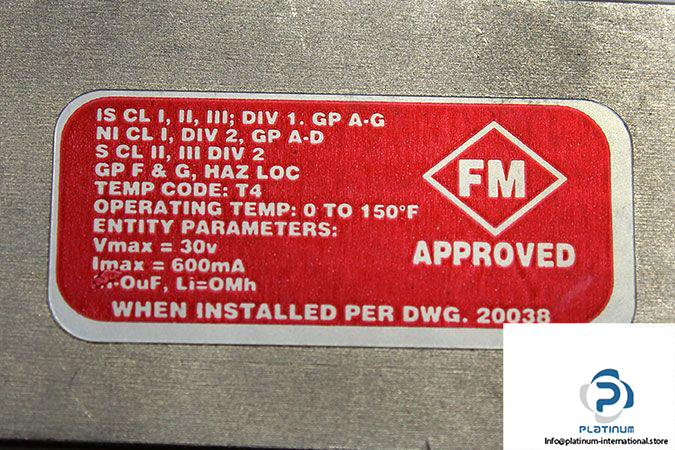 IS CL I, II, III; DIV 1. GP A-G
NI CL I, DIV 2, GP A-D
S CL II, III DIV 2
GP F & G, HAZ LOC
TEMP CODE: T4
OPERATING TEMP: 0 TO 150°F
ENTITY PARAMETERS:
Vmax = 30v
Imax = 600mA
OuF, Li=OMh
WHEN INSTALLED PER DWG. 20038
FM
APPROVED
PLATINUM
Info@platinum-international.store